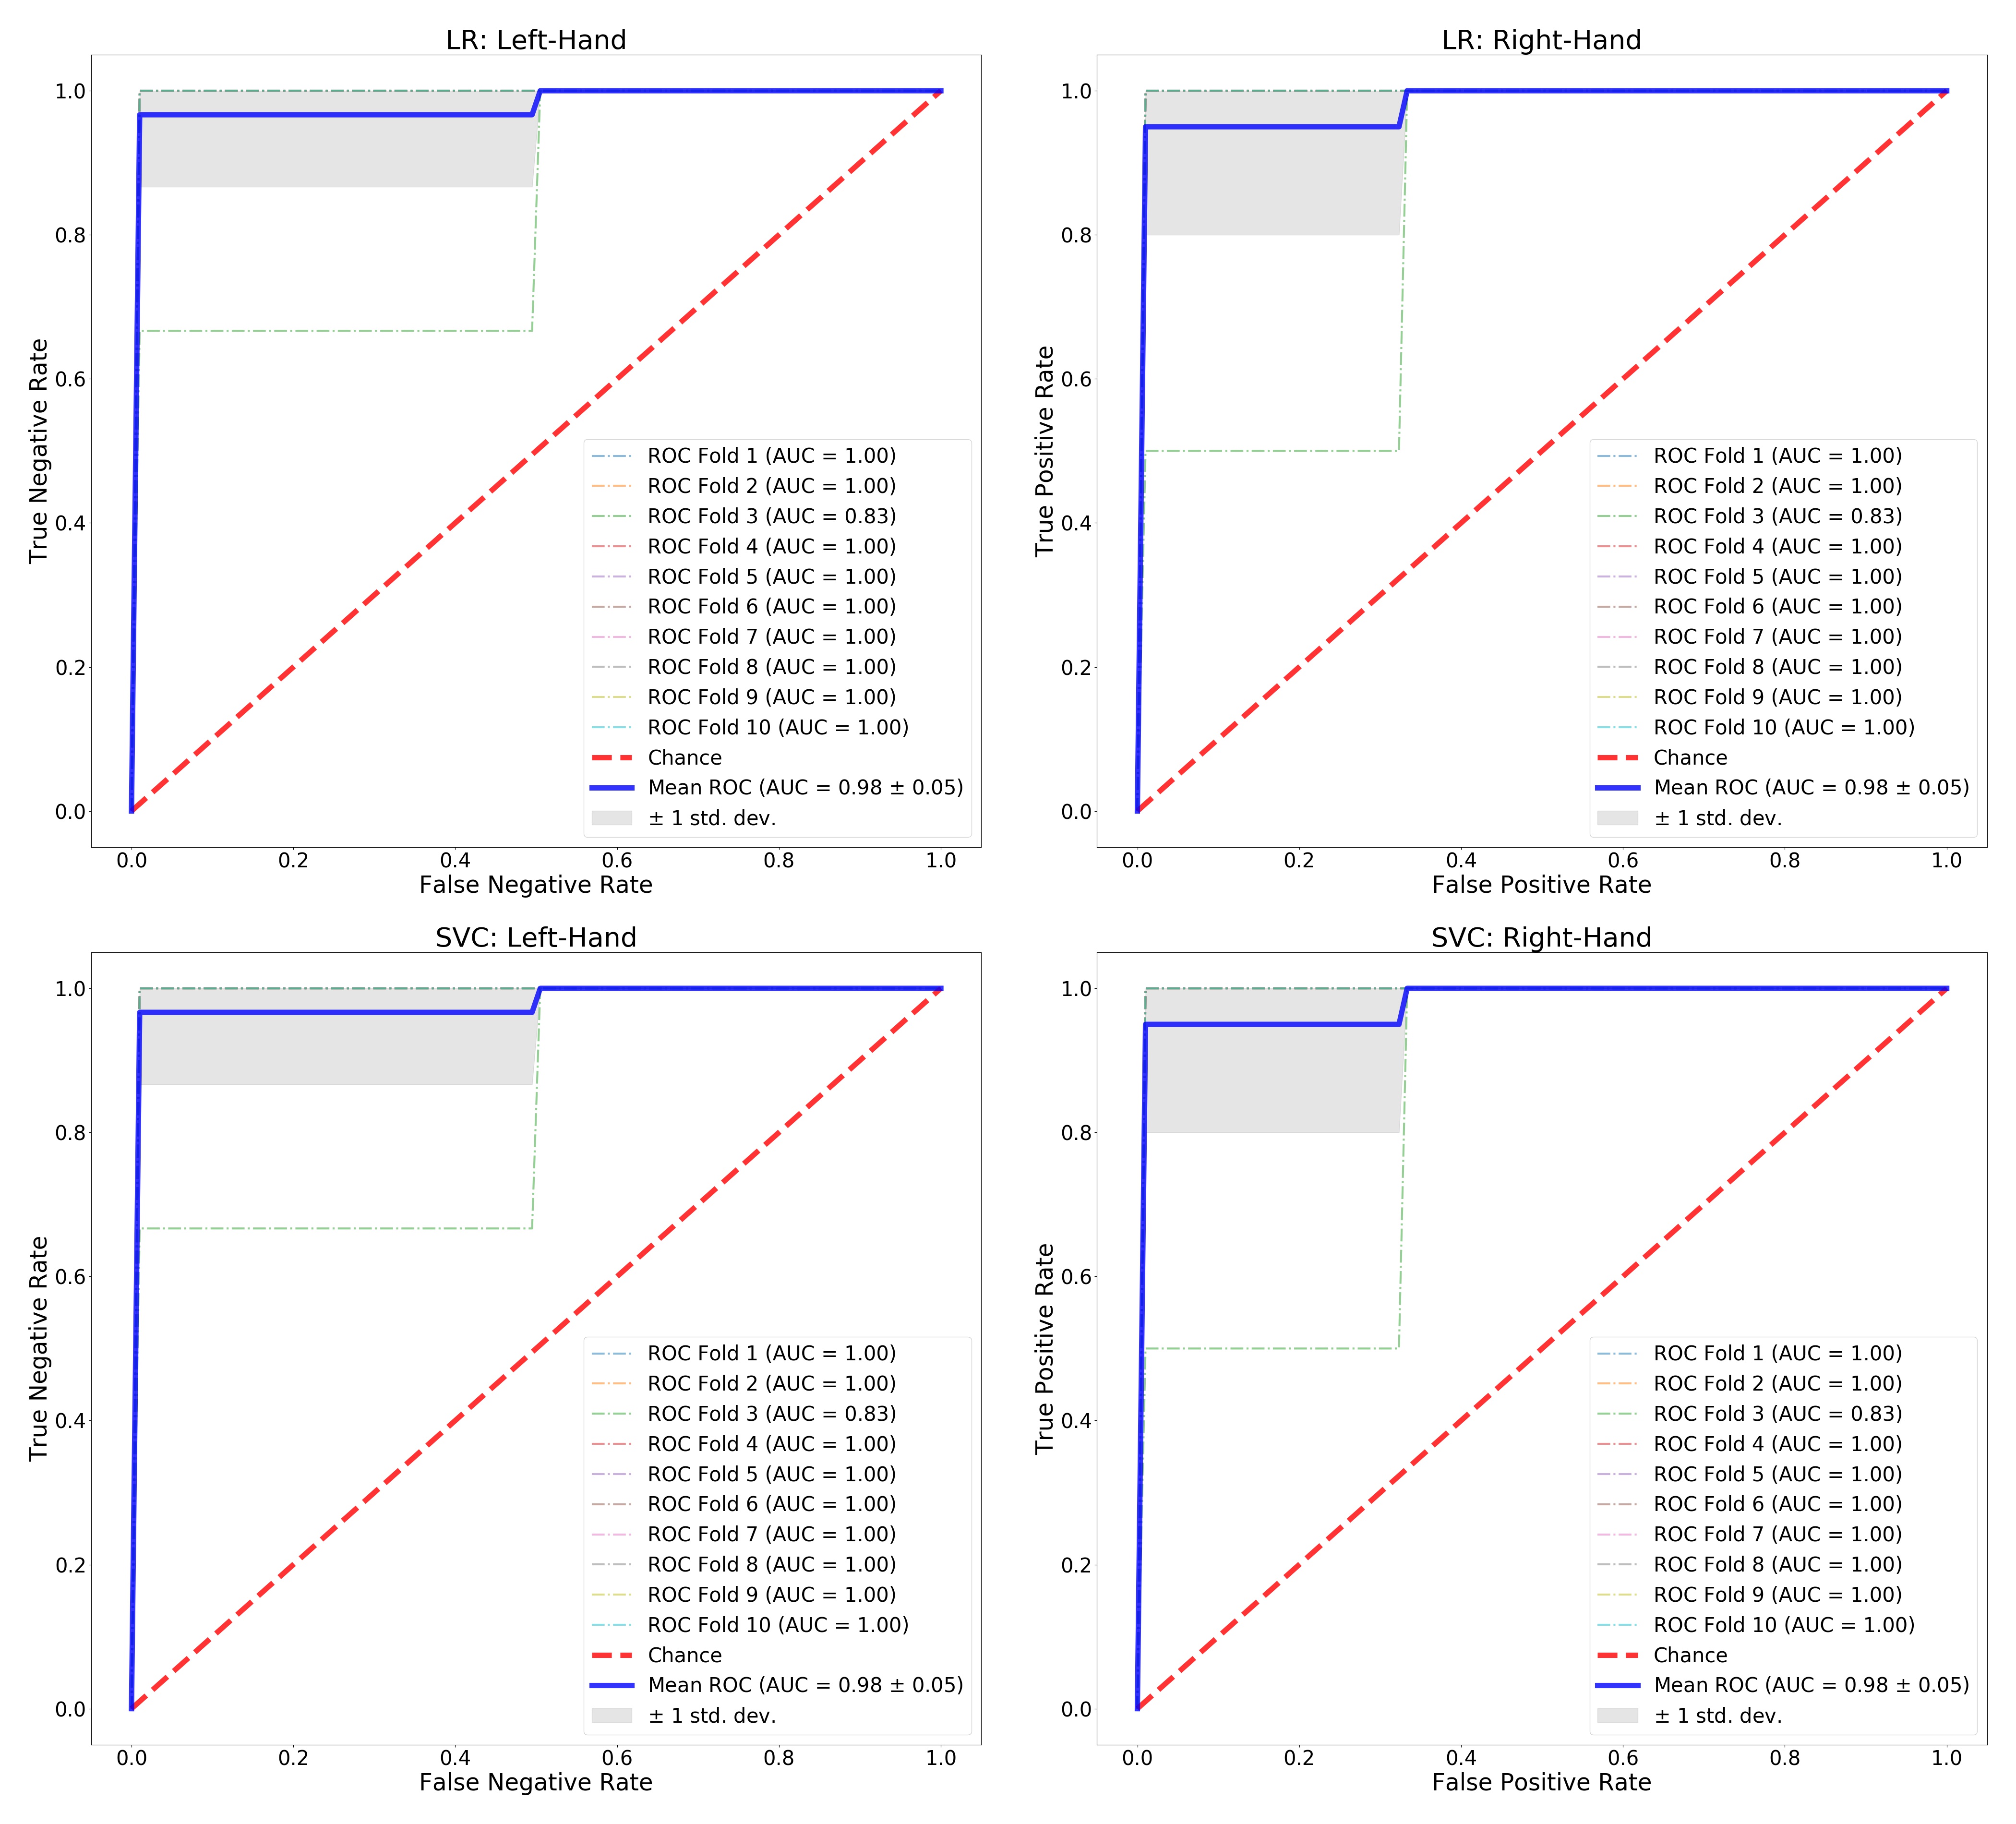 LR: Left-Hand
1.0
0.8
0.6
0.4
0.2
0.0
True Negative Rate
ROC Fold 1 (AUC = 1.00)
ROC Fold 2 (AUC = 1.00)
ROC Fold 3 (AUC = 0.83)
ROC Fold 4 (AUC = 1.00)
ROC Fold 5 (AUC = 1.00)
ROC Fold 6 (AUC = 1.00)
ROC Fold 7 (AUC = 1.00)
ROC Fold 8 (AUC = 1.00)
ROC Fold 9 (AUC = 1.00)
ROC Fold 10 (AUC = 1.00)
Chance
Mean ROC (AUC = 0.98 ± 0.05)
± 1 std. dev.
0.0 0.2 0.4 0.6 0.8 1.0
False Negative Rate
LR: Right-Hand
1.0
0.8
0.6
0.4
0.2
0.0
True Positive Rate
ROC Fold 1 (AUC = 1.00)
ROC Fold 2 (AUC = 1.00)
ROC Fold 3 (AUC = 0.83)
ROC Fold 4 (AUC = 1.00)
ROC Fold 5 (AUC = 1.00)
ROC Fold 6 (AUC = 1.00)
ROC Fold 7 (AUC = 1.00)
ROC Fold 8 (AUC = 1.00)
ROC Fold 9 (AUC = 1.00)
ROC Fold 10 (AUC = 1.00)
Chance
Mean ROC (AUC = 0.98 ± 0.05)
± 1 std. dev.
0.0 0.2 0.4 0.6 0.8 1.0
False Positive Rate
SVC: Left-Hand
1.0
0.8
0.6
0.4
0.2
0.0
True Negative Rate
ROC Fold 1 (AUC = 1.00)
ROC Fold 2 (AUC = 1.00)
ROC Fold 3 (AUC = 0.83)
ROC Fold 4 (AUC = 1.00)
ROC Fold 5 (AUC = 1.00)
ROC Fold 6 (AUC = 1.00)
ROC Fold 7 (AUC = 1.00)
ROC Fold 8 (AUC = 1.00)
ROC Fold 9 (AUC = 1.00)
ROC Fold 10 (AUC = 1.00)
Chance
Mean ROC (AUC = 0.98 ± 0.05)
± 1 std. dev.
0.0 0.2 0.4 0.6 0.8 1.0
False Negative Rate
SVC: Right-Hand
1.0
0.8
0.6
0.4
0.2
0.0
True Positive Rate
ROC Fold 1 (AUC = 1.00)
ROC Fold 2 (AUC = 1.00)
ROC Fold 3 (AUC = 0.83)
ROC Fold 4 (AUC = 1.00)
ROC Fold 5 (AUC = 1.00)
ROC Fold 6 (AUC = 1.00)
ROC Fold 7 (AUC = 1.00)
ROC Fold 8 (AUC = 1.00)
ROC Fold 9 (AUC = 1.00)
ROC Fold 10 (AUC = 1.00)
Chance
Mean ROC (AUC = 0.98 ± 0.05)
± 1 std. dev.
0.0 0.2 0.4 0.6 0.8 1.0
False Positive Rate